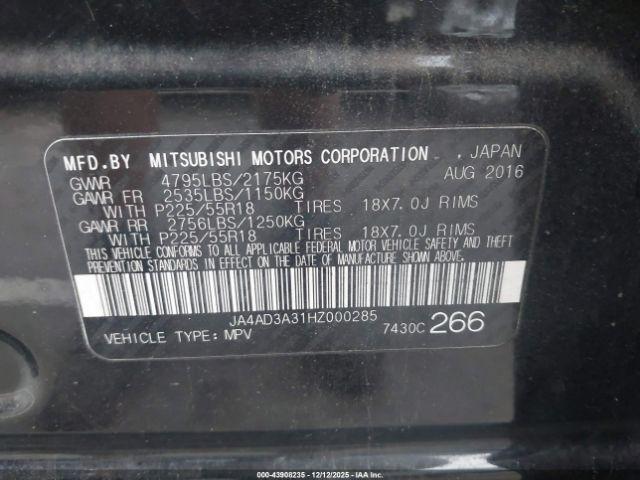 MFD.BY MITSUBISHI MOTORS CORPORATION , JAPAN
GVWR 4795LBS/2175KG AUG 2016
GAWR FR 2535LBS/1150KG
WITH P225/55R18 TIRES 18X7.0J RIMS
GAWR RR 2756LBS/1250KG
WITH P225/55R18 TIRES 18X7.0J RIMS
THIS VEHICLE CONFORMS TO ALL APPLICABLE FEDERAL MOTOR VEHICLE SAFETY AND THEFT
PREVENTION STANDARDS IN EFFECT ON THE DATE OF MANUFACTURE SHOWN ABOVE.
JA4AD3A31HZ000285
VEHICLE TYPE: MPV 7430C 266
000-43908235 - 12/12/2025 - IAA, Inc.